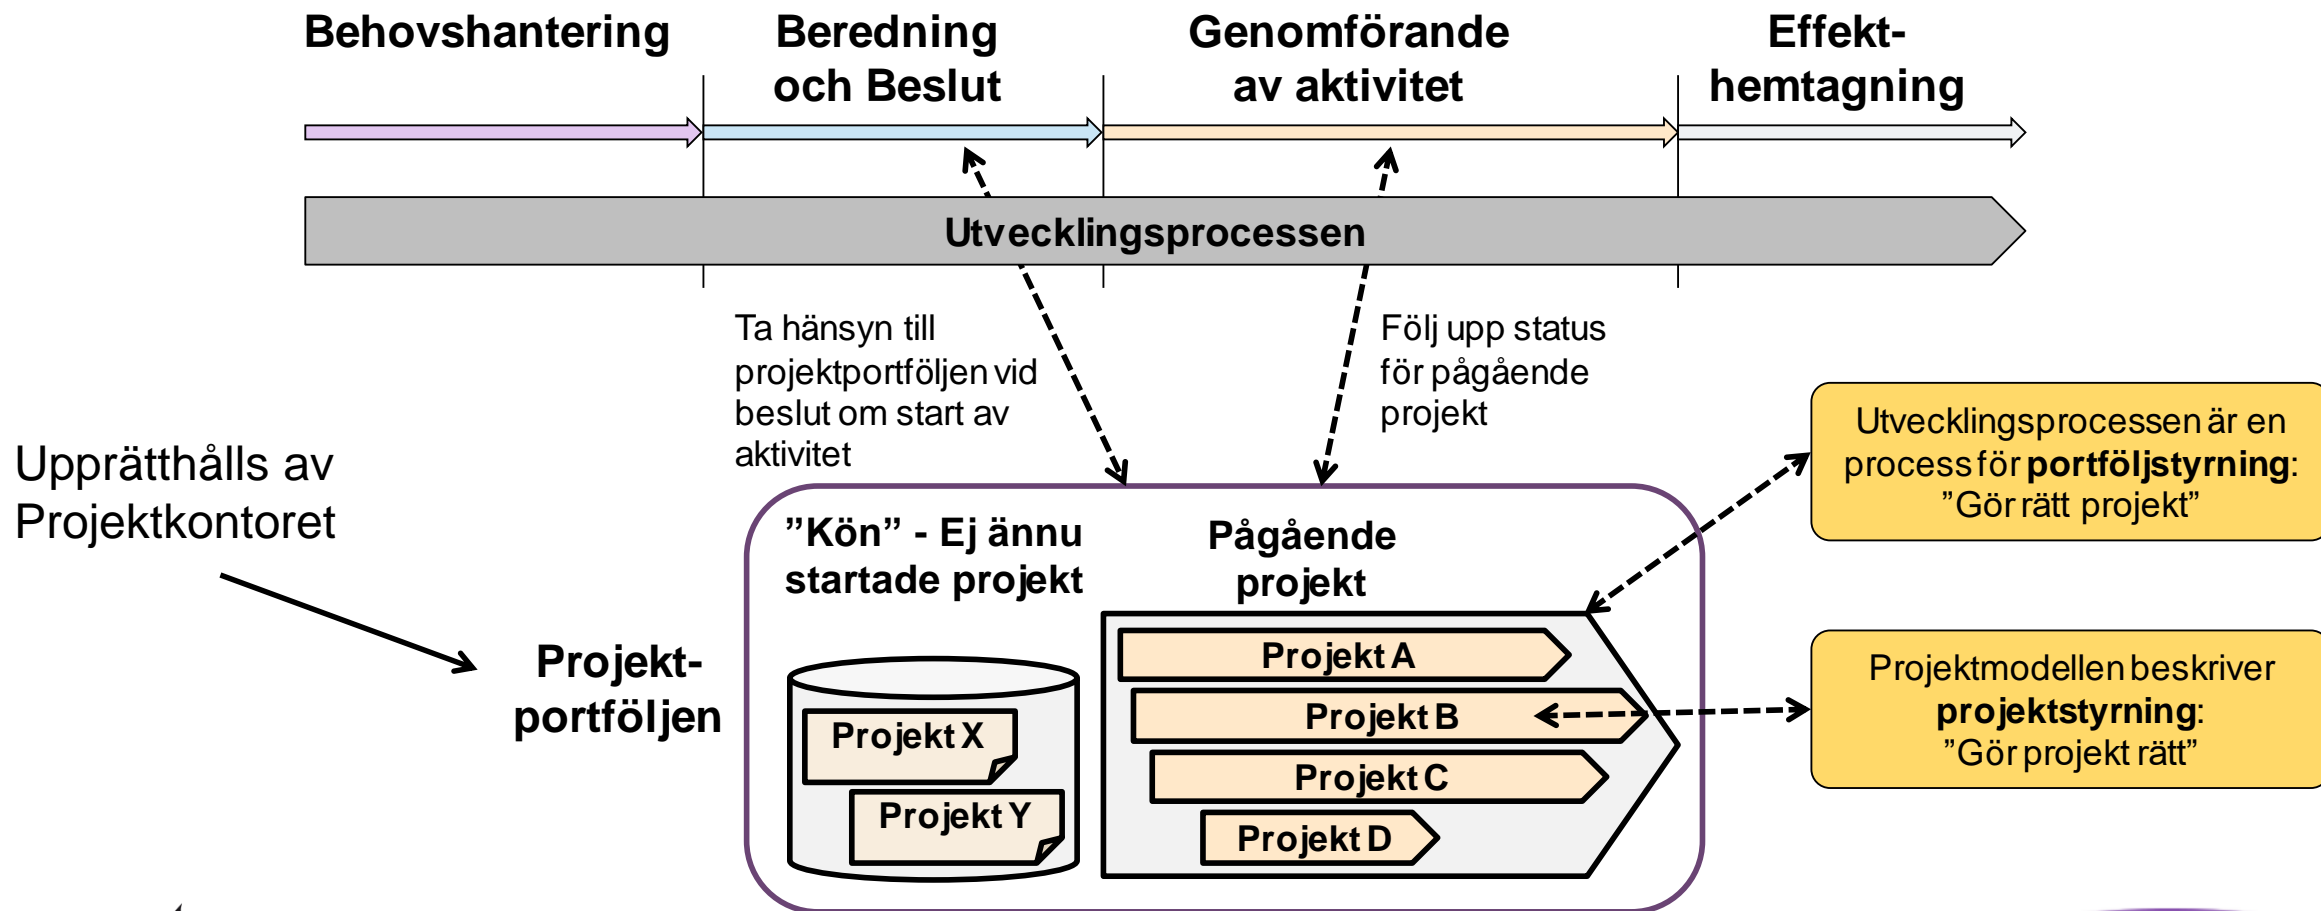 Behovshantering
Beredning
och Beslut
Genomförande
av aktivitet
Effekt-
hemtagning
Utvecklingsprocessen
Ta hänsyn till
projektportföljen vid
beslut om start av
aktivitet
Följ upp status
för pågående
projekt
Utvecklingsprocessen är en
process för portföljstyrning:
”Gör rätt projekt”
Upprätthålls av
Projektkontoret
”Kön” - Ej ännu
startade projekt
Pågående
projekt
Projekt-
portföljen
Projekt X
Projekt Y
Projekt A
Projekt B
Projekt C
Projekt D
Projektmodellen beskriver
projektstyrning:
”Gör projekt rätt”